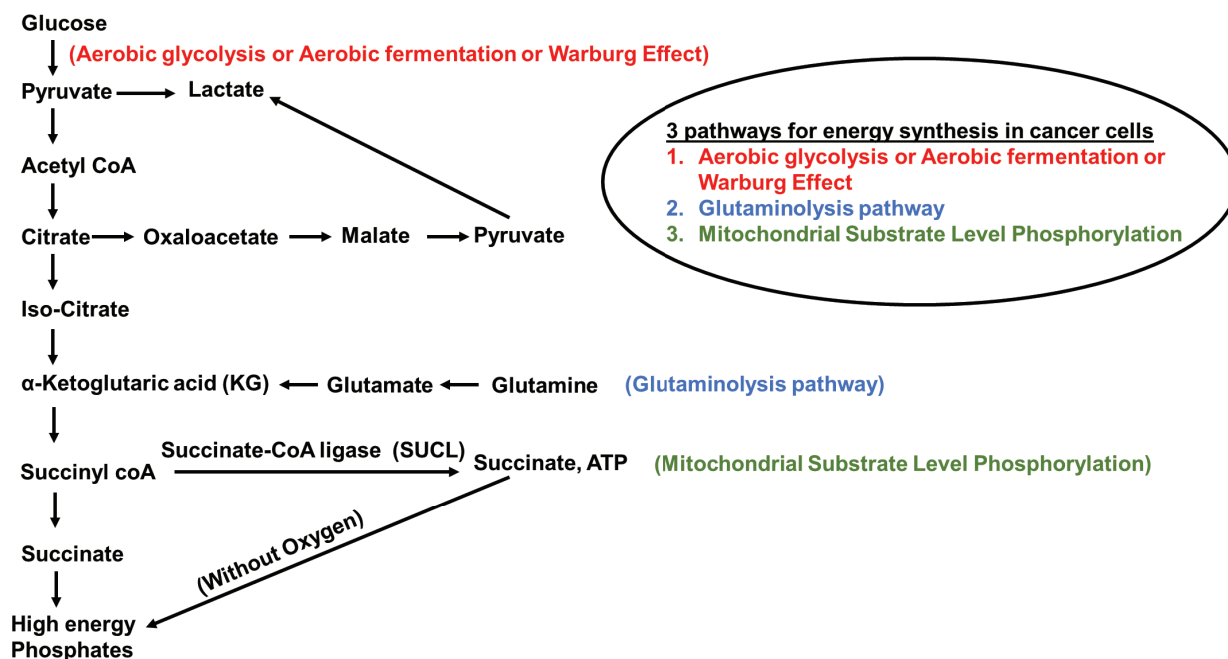 Glucose
(Aerobic glycolysis or Aerobic fermentation or Warburg Effect)
Pyruvate
Lactate
Acetyl CoA
Citrate
Oxaloacetate
Malate
Pyruvate
Iso-Citrate
α-Ketoglutaric acid (KG)
Glutamate
Glutamine
(Glutaminolysis pathway)
Succinate-CoA ligase (SUCL)
Succinyl coA
Succinate, ATP
(Mitochondrial Substrate Level Phosphorylation)
(Without Oxygen)
Succinate
High energy
Phosphates
3 pathways for energy synthesis in cancer cells
1. Aerobic glycolysis or Aerobic fermentation or
Warburg Effect
2. Glutaminolysis pathway
3. Mitochondrial Substrate Level Phosphorylation